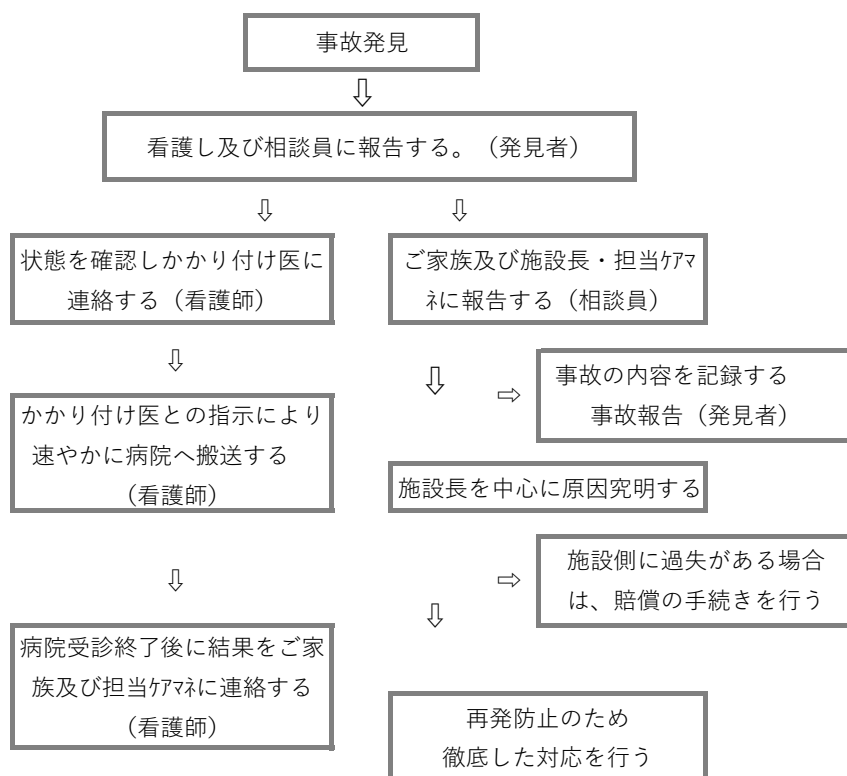 事故発見
⇩
看護し及び相談員に報告する。（発見者）
⇩ ⇩
状態を確認しかかり付け医に
連絡する（看護師）
ご家族及び施設長・担当ｹｱﾏ
ﾈに報告する（相談員）
⇩
⇩ ⇨
事故の内容を記録する
事故報告（発見者）
かかり付け医との指示により
速やかに病院へ搬送する
（看護師）
施設長を中心に原因究明する
⇩
⇨
施設側に過失がある場合
は、賠償の手続きを行う
⇩
病院受診終了後に結果をご家
族及び担当ｹｱﾏﾈに連絡する
（看護師）
再発防止のため
徹底した対応を行う